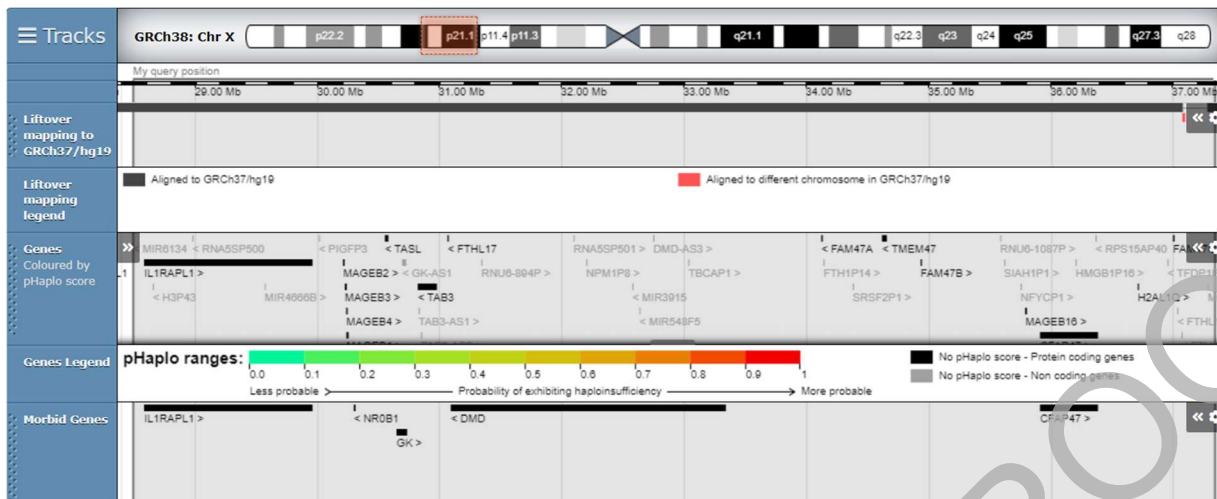 ☰ Tracks
GRCh38: Chr X
p22.2 p21.1 p11.4 p11.3 q21.1 q22.3 q23 q24 q25 q27.3 q28
My query position
29.00 Mb 30.00 Mb 31.00 Mb 32.00 Mb 33.00 Mb 34.00 Mb 35.00 Mb 36.00 Mb 37.00 Mb
Liftover
mapping to
GRCh37/hg19
Liftover
mapping
legend
Aligned to GRCh37/hg19 Aligned to different chromosome in GRCh37/hg19
Genes
Coloured by
pHaplo score
MIR6134 < RNA5SP500 < PIGFP3 < TASL < FTHL17 RNA5SP501 > DMD-AS3 > < FAM47A < TMEM47 RNU6-1087P > < RPS15AP40
IL1RAPL1 > MAGEB2 > < GK-AS1 RNU6-894P > NPM1P8 > TBCAP1 > FTH1P14 > FAM47B > SIAH1P1 > HMGB1P16 >
< H3P43 MIR4666B > MAGEB3 > < TAB3 < MIR3915 SRSF2P1 > NFYCP1 > H2AL1Q >
MAGEB4 > TAB3-AS1 > < MIR548F5 MAGEB16 > < FTHL
Genes Legend
pHaplo ranges:
0.0 0.1 0.2 0.3 0.4 0.5 0.6 0.7 0.8 0.9 1
Less probable Probability of exhibiting haploinsufficiency More probable
No pHaplo score - Protein coding genes
No pHaplo score - Non coding genes
Morbid Genes
IL1RAPL1 > < NR0B1 < DMD CFAP47 >
GK >